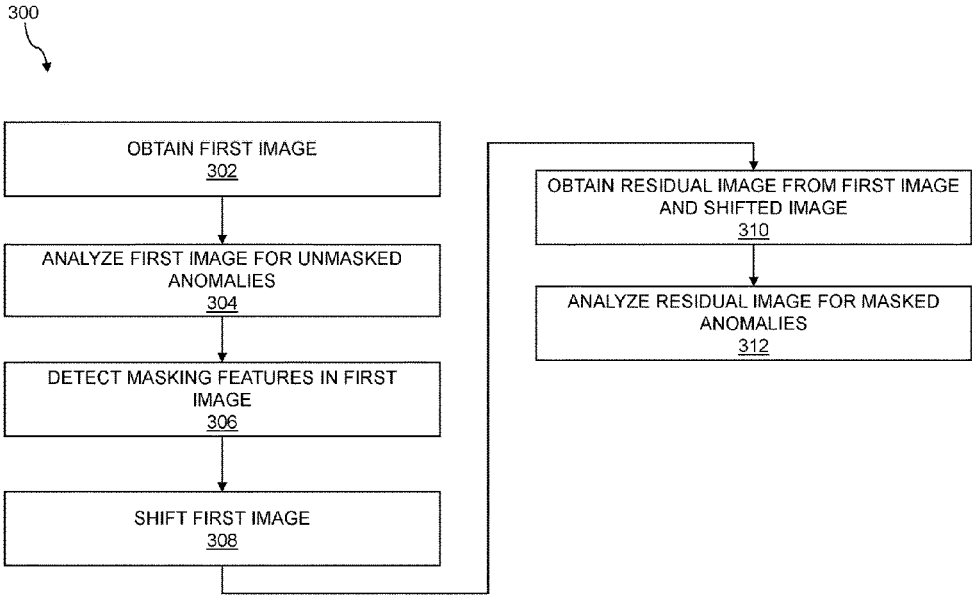 300
OBTAIN FIRST IMAGE
302
ANALYZE FIRST IMAGE FOR UNMASKED
ANOMALIES
304
DETECT MASKING FEATURES IN FIRST
IMAGE
306
SHIFT FIRST IMAGE
308
OBTAIN RESIDUAL IMAGE FROM FIRST IMAGE
AND SHIFTED IMAGE
310
ANALYZE RESIDUAL IMAGE FOR MASKED
ANOMALIES
312